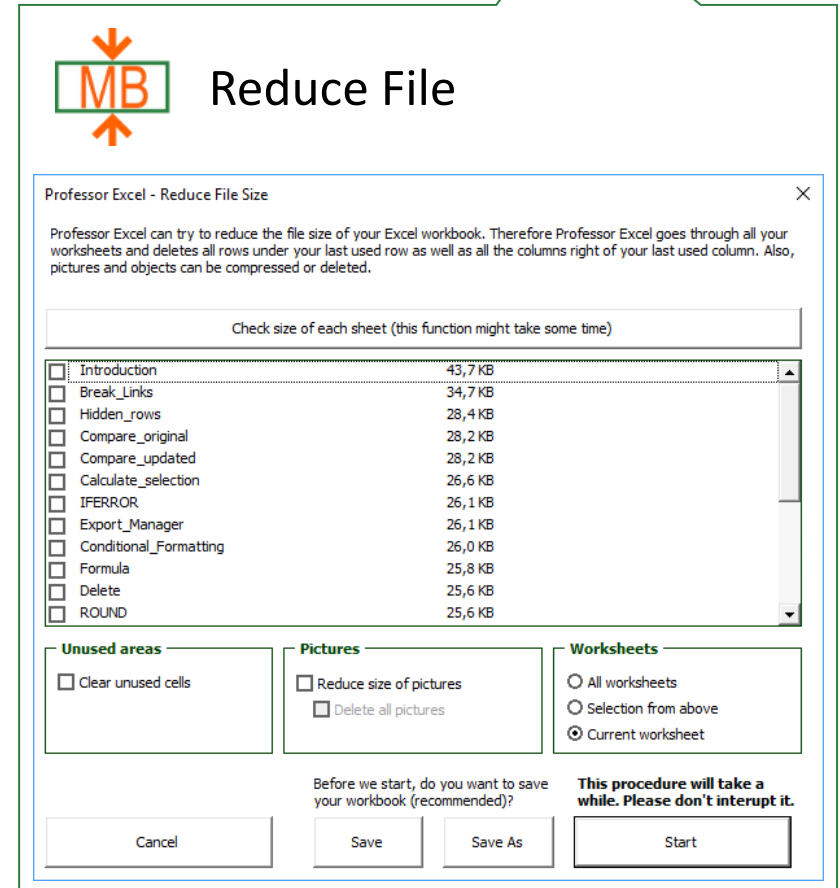 MB
Reduce File
Professor Excel - Reduce File Size
Professor Excel can try to reduce the file size of your Excel workbook. Therefore Professor Excel goes through all your
worksheets and deletes all rows under your last used row as well as all the columns right of your last used column. Also,
pictures and objects can be compressed or deleted.
Check size of each sheet (this function might take some time)
Introduction 43,7 KB
Break_Links 34,7 KB
Hidden_rows 28,4 KB
Compare_original 28,2 KB
Compare_updated 28,2 KB
Calculate_selection 26,6 KB
IFERROR 26,1 KB
Export_Manager 26,1 KB
Conditional_Formatting 26,0 KB
Formula 25,8 KB
Delete 25,6 KB
ROUND 25,6 KB
Unused areas
Clear unused cells
Pictures
Reduce size of pictures
Delete all pictures
Worksheets
All worksheets
Selection from above
Current worksheet
Before we start, do you want to save
your workbook (recommended)?
This procedure will take a
while. Please don't interupt it.
Cancel
Save
Save As
Start